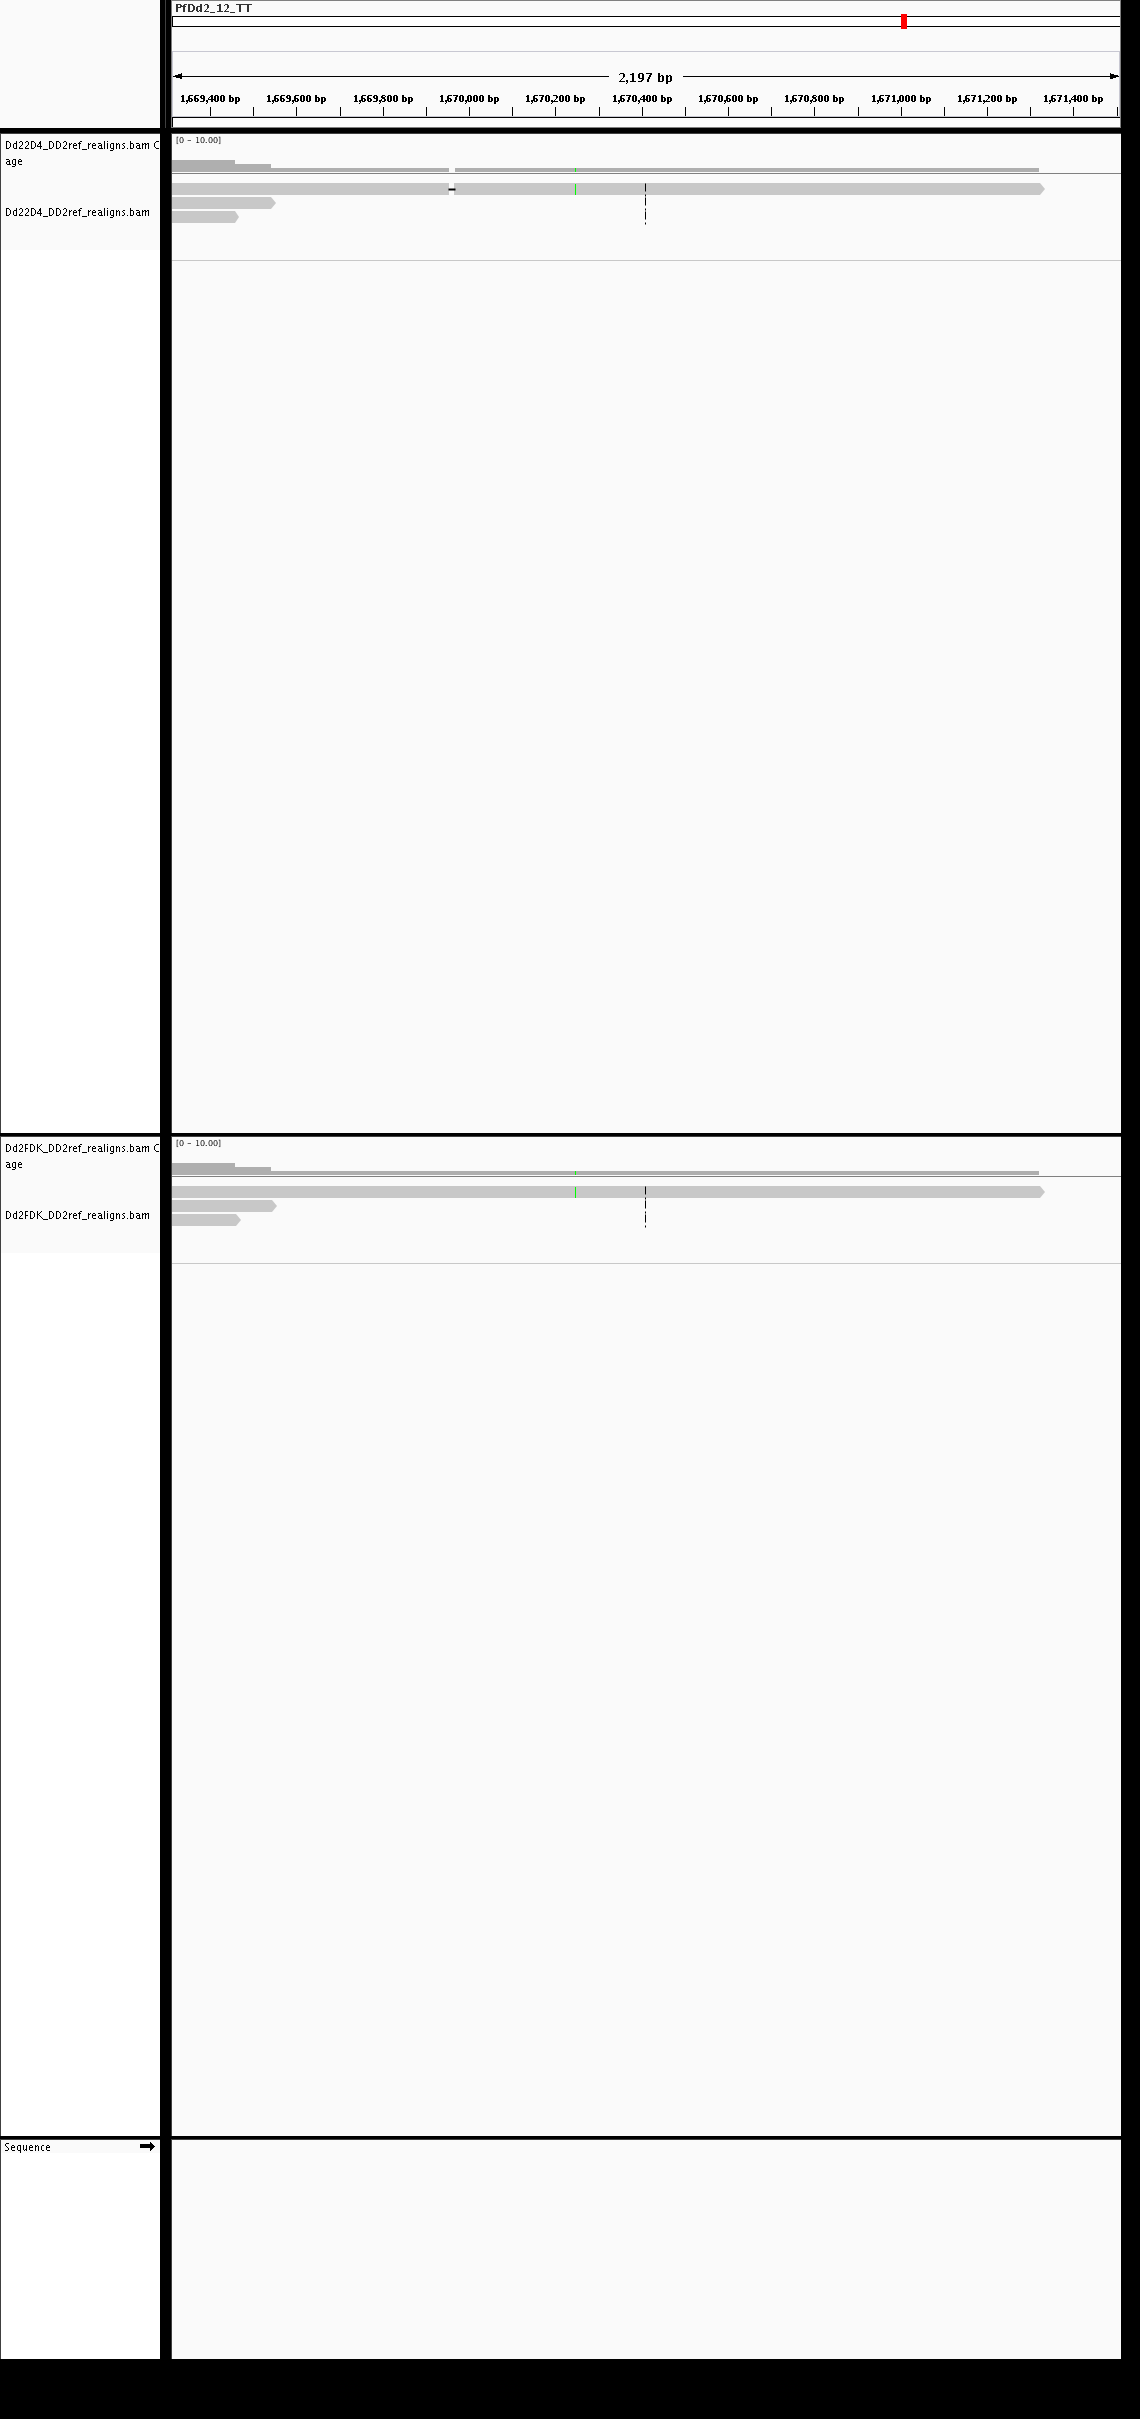 PfDd2_12_TT
2,197 bp
1,669,400 bp 1,669,600 bp 1,669,800 bp 1,670,000 bp 1,670,200 bp 1,670,400 bp 1,670,600 bp 1,670,800 bp 1,671,000 bp 1,671,200 bp 1,671,400 bp
Dd22D4_DD2ref_realigns.bam C
age
[0 - 10.00]
Dd22D4_DD2ref_realigns.bam
Dd2FDK_DD2ref_realigns.bam C
age
[0 - 10.00]
Dd2FDK_DD2ref_realigns.bam
Sequence